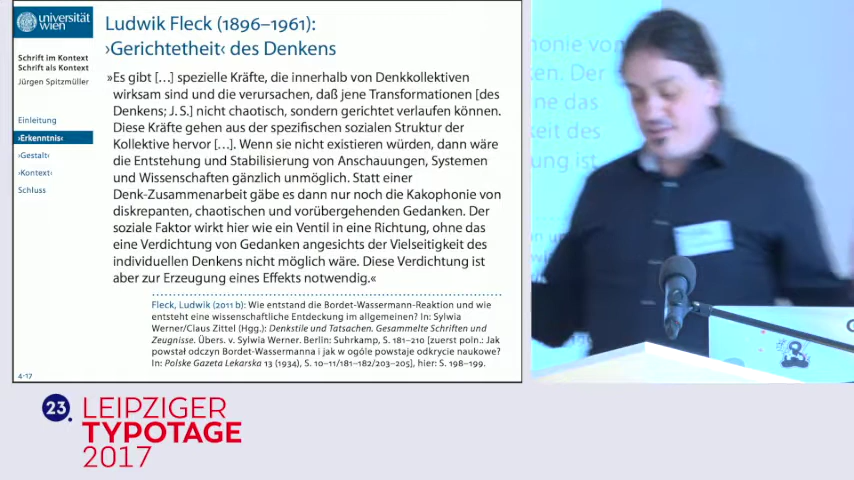 universität
wien
Schrift im Kontext
Schrift als Kontext
Jürgen Spitzmüller
Einleitung
›Erkenntnis‹
›Gestalt‹
›Kontext‹
Schluss
4-17
Ludwik Fleck (1896–1961):
›Gerichtetheit‹ des Denkens
»Es gibt […] spezielle Kräfte, die innerhalb von Denkkollektiven
wirksam sind und die verursachen, daß jene Transformationen [des
Denkens; J. S.] nicht chaotisch, sondern gerichtet verlaufen können.
Diese Kräfte gehen aus der spezifischen sozialen Struktur der
Kollektive hervor […]. Wenn sie nicht existieren würden, dann wäre
die Entstehung und Stabilisierung von Anschauungen, Systemen
und Wissenschaften gänzlich unmöglich. Statt einer
Denk-Zusammenarbeit gäbe es dann nur noch die Kakophonie von
diskrepanten, chaotischen und vorübergehenden Gedanken. Der
soziale Faktor wirkt hier wie ein Ventil in eine Richtung, ohne das
eine Verdichtung von Gedanken angesichts der Vielseitigkeit des
individuellen Denkens nicht möglich wäre. Diese Verdichtung ist
aber zur Erzeugung eines Effekts notwendig.«
Fleck, Ludwik (2011 b): Wie entstand die Bordet-Wassermann-Reaktion und wie
entsteht eine wissenschaftliche Entdeckung im allgemeinen? In: Sylwia
Werner/Claus Zittel (Hgg.): Denkstile und Tatsachen. Gesammelte Schriften und
Zeugnisse. Übers. v. Sylwia Werner. Berlin: Suhrkamp, S. 181–210 [zuerst poln.: Jak
powstał odczyn Bordet-Wassermanna i jak w ogóle powstaje odkrycie naukowe?
In: Polske Gazeta Lekarska 13 (1934), S. 10–11/181–182/203–205], hier: S. 198–199.
phonie von
en. Der
ne das
eit des
ung ist
23.
LEIPZIGER
TYPOTAGE
2017